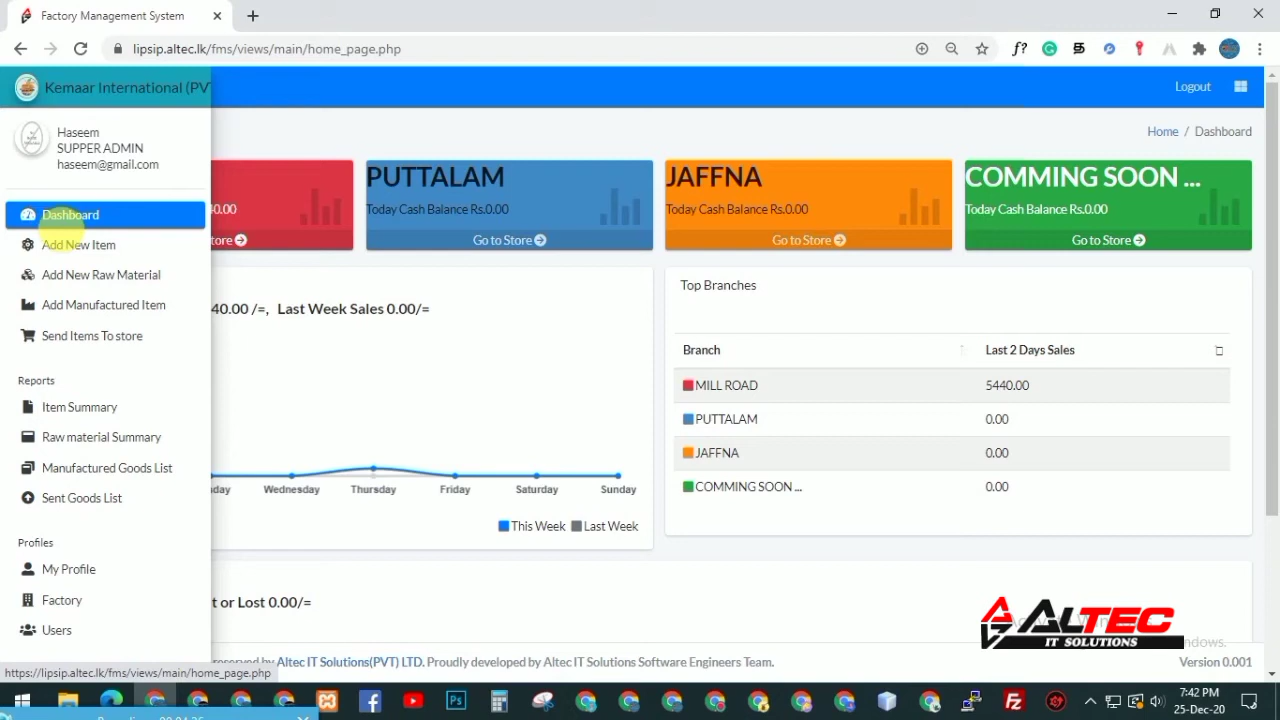 Factory Management System
lipsip.altec.lk/fms/views/main/home_page.php
f?
Kemaar International (PV
Logout
Haseem
SUPPER ADMIN
haseem@gmail.com
Home / Dashboard
Dashboard
Add New Item
Add New Raw Material
Add Manufactured Item
Send Items To store
Reports
Item Summary
Raw material Summary
Manufactured Goods List
Sent Goods List
Profiles
My Profile
Factory
Users
40.00
tore
PUTTALAM
Today Cash Balance Rs.0.00
Go to Store
JAFFNA
Today Cash Balance Rs.0.00
Go to Store
COMMING SOON ...
Today Cash Balance Rs.0.00
Go to Store
40.00 /=, Last Week Sales 0.00/=
sday Wednesday Thursday Friday Saturday Sunday
This Week Last Week
Top Branches
Branch Last 2 Days Sales
MILL ROAD 5440.00
PUTTALAM 0.00
JAFFNA 0.00
COMMING SOON ... 0.00
t or Lost 0.00/=
ALTEC
IT SOLUTIONS
reserved by Altec IT Solutions(PVT) LTD. Proudly developed by Altec IT Solutions Software Engineers Team.
Version 0.001
https://lipsip.altec.lk/fms/views/main/home_page.php
Ps
7:42 PM
25-Dec-20